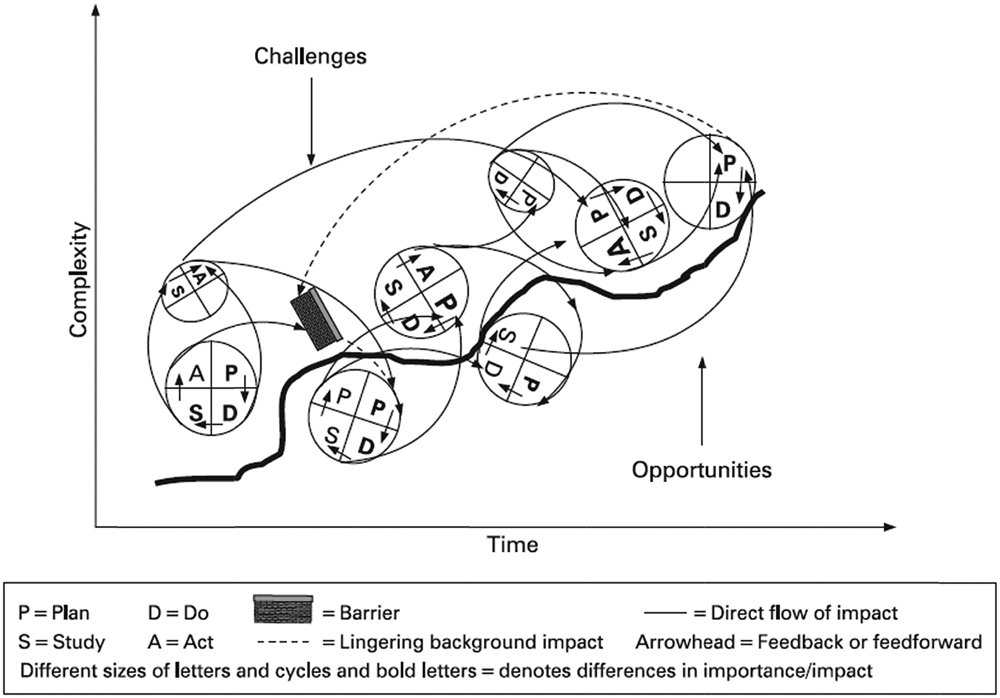 Challenges
Complexity
D
P
P
D
S
A
P
D
A
S
A
S
P
D
A
P
S
D
S
D
P
P
P
S
D
Opportunities
Time
P = Plan D = Do = Barrier = Direct flow of impact
S = Study A = Act = Lingering background impact Arrowhead = Feedback or feedforward
Different sizes of letters and cycles and bold letters = denotes differences in importance/impact